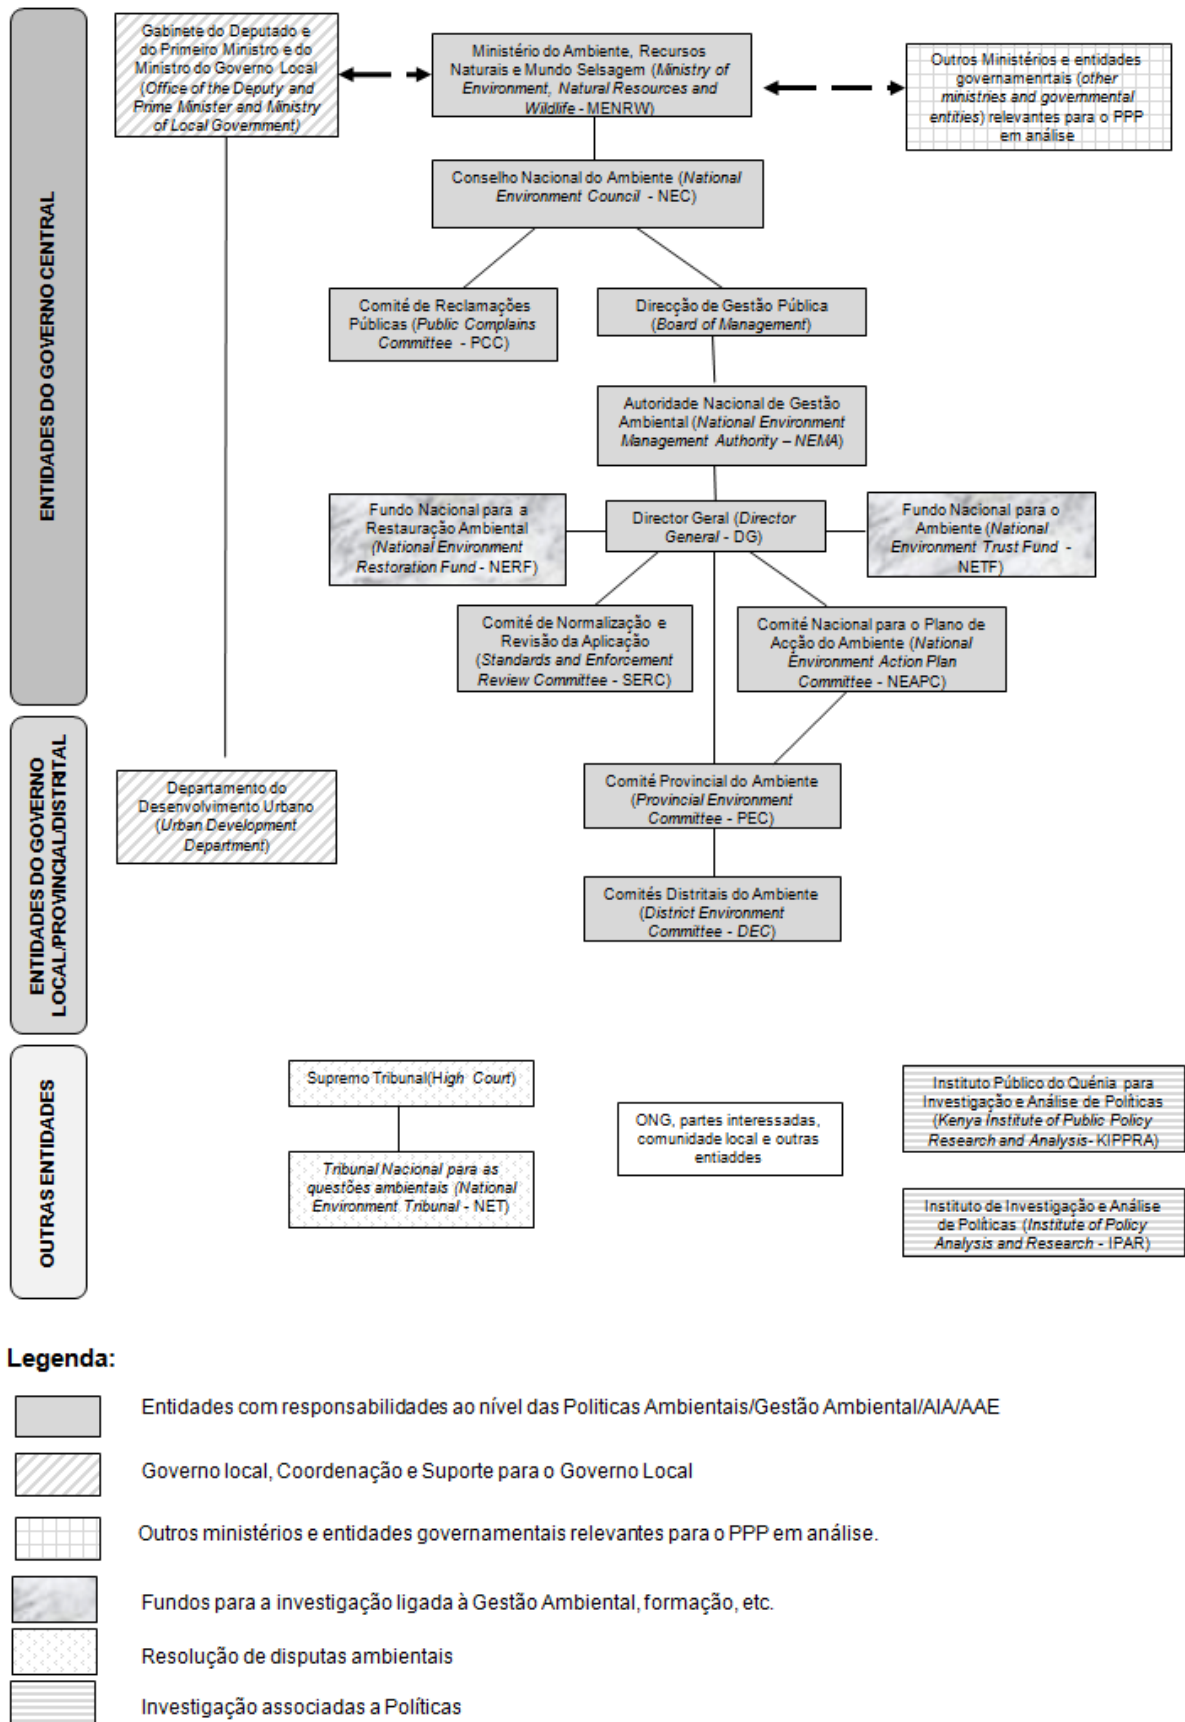 ENTIDADES DO GOVERNO CENTRAL
Gabinete do Deputado e
do Primeiro Ministro e do
Ministro do Governo Local
(Office of the Deputy and
Prime Minister and Ministry
of Local Government)
Ministério do Ambiente, Recursos
Naturais e Mundo Selsagem (Ministry of
Environment, Natural Resources and
Wildlife - MENRW)
Outros Ministérios e entidades
governamenrtais (other
ministries and governmental
entities) relevantes para o PPP
em análise
Conselho Nacional do Ambiente (National
Environment Council - NEC)
Comité de Reclamações
Públicas (Public Complains
Committee - PCC)
Direcção de Gestão Pública
(Board of Management)
Autoridade Nacional de Gestão
Ambiental (National Environment
Management Authority – NEMA)
Fundo Nacional para a
Restauração Ambiental
(National Environment
Restoration Fund - NERF)
Director Geral (Director
General - DG)
Fundo Nacional para o
Ambiente (National
Environment Trust Fund -
NETF)
Comité de Normalização e
Revisão da Aplicação
(Standards and Enforcement
Review Committee - SERC)
Comité Nacional para o Plano de
Acção do Ambiente (National
Environment Action Plan
Committee - NEAPC)
ENTIDADES DO GOVERNO
LOCAL/PROVINCIAL/DISTRITAL
Departamento do
Desenvolvimento Urbano
(Urban Development
Department)
Comité Provincial do Ambiente
(Provincial Environment
Committee - PEC)
Comités Distritais do Ambiente
(District Environment
Committee - DEC)
OUTRAS ENTIDADES
Supremo Tribunal(High Court)
Tribunal Nacional para as
questões ambientais (National
Environment Tribunal - NET)
ONG, partes interessadas,
comunidade local e outras
entiaddes
Instituto Público do Quénia para
Investigação e Análise de Políticas
(Kenya Institute of Public Policy
Research and Analysis- KIPPRA)
Instituto de Investigação e Análise
de Políticas (Institute of Policy
Analysis and Research - IPAR)
Legenda:
Entidades com responsabilidades ao nível das Politicas Ambientais/Gestão Ambiental/AIA/AAE
Governo local, Coordenação e Suporte para o Governo Local
Outros ministérios e entidades governamentais relevantes para o PPP em análise.
Fundos para a investigação ligada à Gestão Ambiental, formação, etc.
Resolução de disputas ambientais
Investigação associadas a Políticas